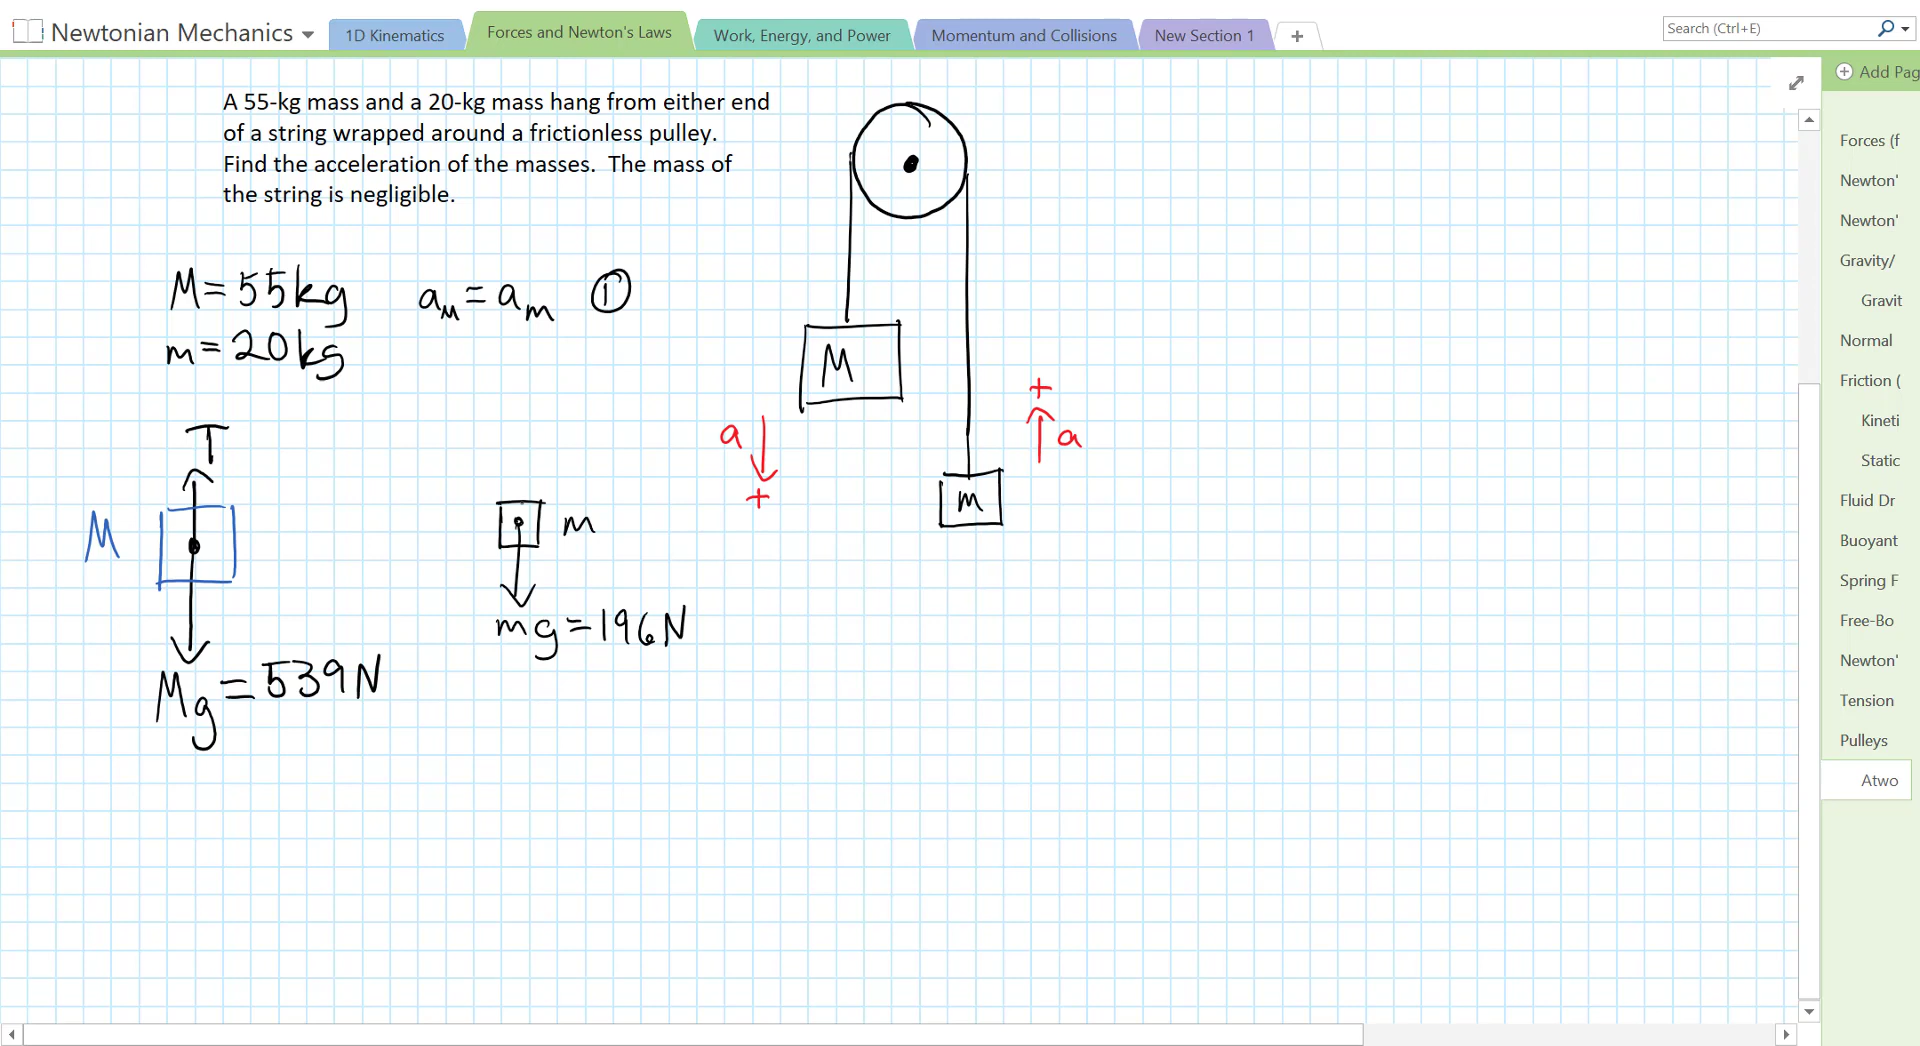 Newtonian Mechanics
1D Kinematics
Forces and Newton's Laws
Work, Energy, and Power
Momentum and Collisions
New Section 1
+
Search (Ctrl+E)
Add Pag
A 55-kg mass and a 20-kg mass hang from either end
of a string wrapped around a frictionless pulley.
Find the acceleration of the masses. The mass of
the string is negligible.
M=55kg
a_M = a_m ①
m=20kg
M
m
a
+
+
a
T
M
Mg=539N
m
mg=196N
Forces (f
Newton'
Newton'
Gravity/
Gravit
Normal
Friction (
Kineti
Static
Fluid Dr
Buoyant
Spring F
Free-Bo
Newton'
Tension
Pulleys
Atwo